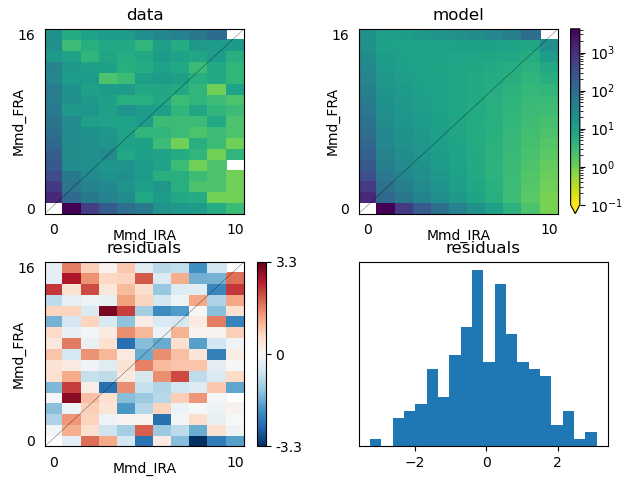 data
16
Mmd_FRA
0
0
Mmd_IRA
10
model
16
Mmd_FRA
0
0
Mmd_IRA
10
10³
10²
10¹
10⁰
10⁻¹
residuals
16
Mmd_FRA
0
0
Mmd_IRA
10
3.3
0
-3.3
residuals
−2
0
2